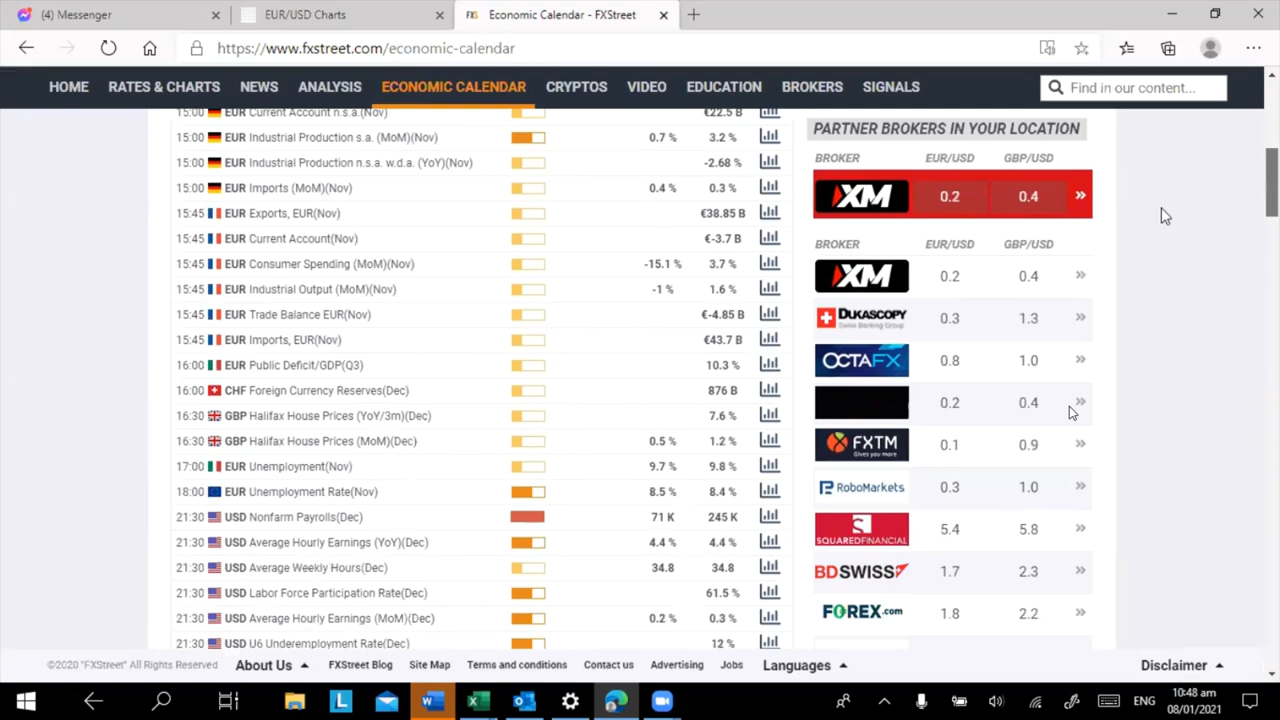 (4) Messenger
EUR/USD Charts
FXS Economic Calendar - FXStreet
https://www.fxstreet.com/economic-calendar
HOME RATES & CHARTS NEWS ANALYSIS ECONOMIC CALENDAR CRYPTOS VIDEO EDUCATION BROKERS SIGNALS
Find in our content...
15:00 EUR Current Account n.s.a.(Nov) €22.5 B
15:00 EUR Industrial Production s.a. (MoM)(Nov) 0.7 % 3.2 %
15:00 EUR Industrial Production n.s.a. w.d.a. (YoY)(Nov) -2.68 %
15:00 EUR Imports (MoM)(Nov) 0.4 % 0.3 %
15:45 EUR Exports, EUR(Nov) €38.85 B
15:45 EUR Current Account(Nov) €-3.7 B
15:45 EUR Consumer Spending (MoM)(Nov) -15.1 % 3.7 %
15:45 EUR Industrial Output (MoM)(Nov) -1 % 1.6 %
15:45 EUR Trade Balance EUR(Nov) €-4.85 B
15:45 EUR Imports, EUR(Nov) €43.7 B
16:00 EUR Public Deficit/GDP(Q3) 10.3 %
16:00 CHF Foreign Currency Reserves(Dec) 876 B
16:30 GBP Halifax House Prices (YoY/3m)(Dec) 7.6 %
16:30 GBP Halifax House Prices (MoM)(Dec) 0.5 % 1.2 %
17:00 EUR Unemployment(Nov) 9.7 % 9.8 %
18:00 EUR Unemployment Rate(Nov) 8.5 % 8.4 %
21:30 USD Nonfarm Payrolls(Dec) 71 K 245 K
21:30 USD Average Hourly Earnings (YoY)(Dec) 4.4 % 4.4 %
21:30 USD Average Weekly Hours(Dec) 34.8 34.8
21:30 USD Labor Force Participation Rate(Dec) 61.5 %
21:30 USD Average Hourly Earnings (MoM)(Dec) 0.2 % 0.3 %
21:30 USD U6 Underemployment Rate(Dec) 12 %
PARTNER BROKERS IN YOUR LOCATION
BROKER EUR/USD GBP/USD
XM 0.2 0.4 »
BROKER EUR/USD GBP/USD
XM 0.2 0.4 »
DUKASCOPY Swiss Banking Group 0.3 1.3 »
OCTAFX 0.8 1.0 »
0.2 0.4 »
FXTM Gives you more 0.1 0.9 »
RoboMarkets 0.3 1.0 »
SQUAREDFINANCIAL 5.4 5.8 »
BDSWISS 1.7 2.3 »
FOREX.com 1.8 2.2 »
©2020 "FXStreet" All Rights Reserved About Us FXStreet Blog Site Map Terms and conditions Contact us Advertising Jobs Languages Disclaimer
ENG
10:48 am
08/01/2021